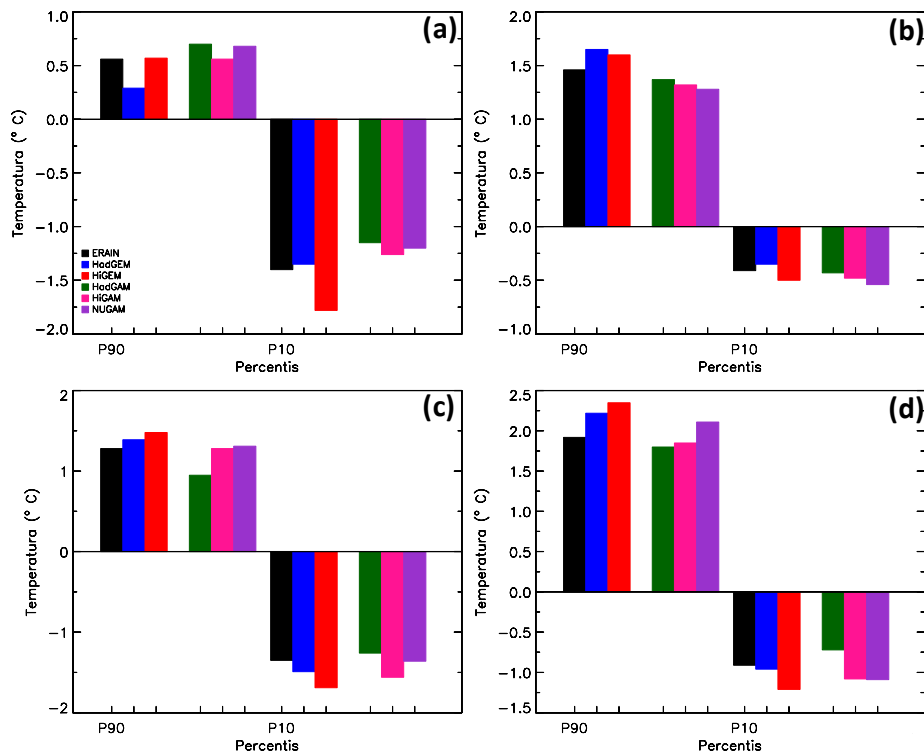 (a)
1.0
0.5
0.0
−0.5
−1.0
−1.5
−2.0
Temperatura (° C)
ERAIN
HadGEM
HiGEM
HadGAM
HiGAM
NUGAM
P90 P10
Percentis
(b)
2.0
1.5
1.0
0.5
0.0
−0.5
−1.0
Temperatura (° C)
P90 P10
Percentis
(c)
2
1
0
−1
−2
Temperatura (° C)
P90 P10
Percentis
(d)
2.5
2.0
1.5
1.0
0.5
0.0
−0.5
−1.0
−1.5
Temperatura (° C)
P90 P10
Percentis